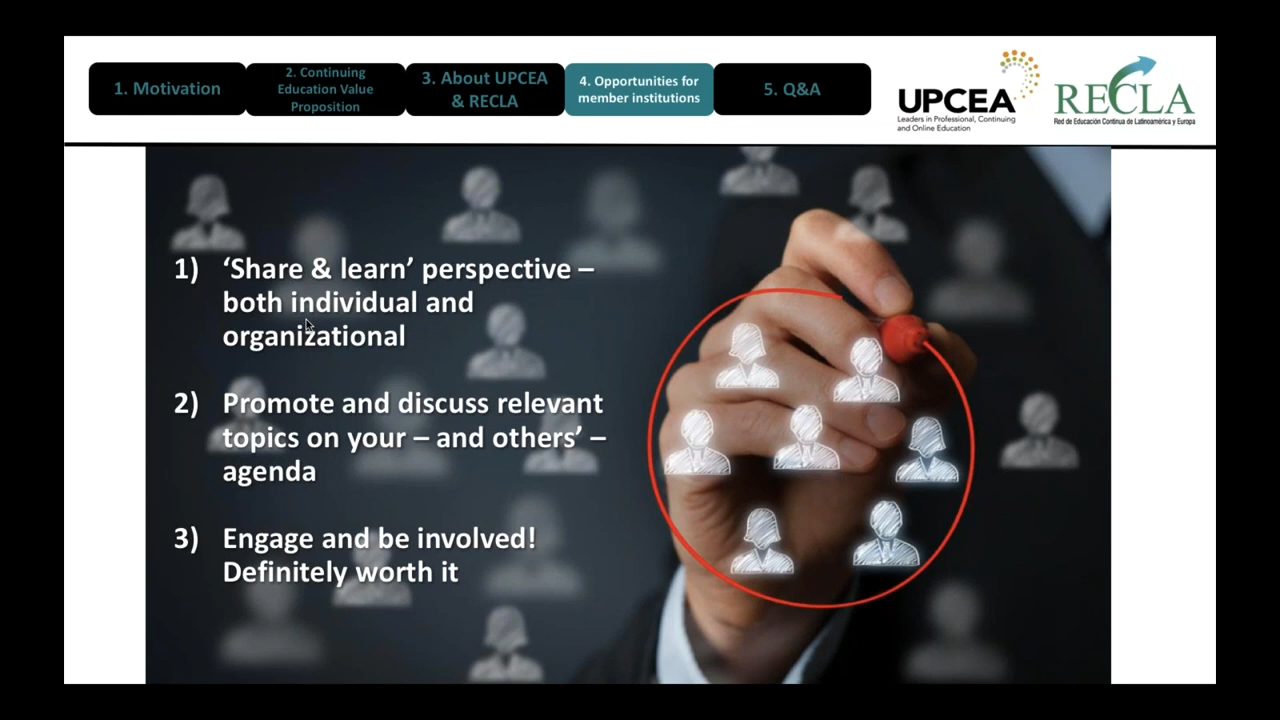 1. Motivation
2. Continuing
Education Value
Proposition
3. About UPCEA
& RECLA
4. Opportunities for
member institutions
5. Q&A
UPCEA
Leaders in Professional, Continuing
and Online Education
RECLA
Red de Educación Continua de Latinoamérica y Europa
1) ‘Share & learn’ perspective –
both individual and
organizational
2) Promote and discuss relevant
topics on your – and others’ –
agenda
3) Engage and be involved!
Definitely worth it